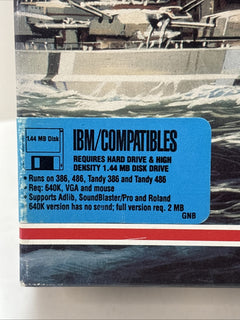 1.44 MB Disk
IBM/COMPATIBLES
REQUIRES HARD DRIVE & HIGH
DENSITY 1.44 MB DISK DRIVE
• Runs on 386, 486, Tandy 386 and Tandy 486
• Req: 640K, VGA and mouse
• Supports Adlib, SoundBlaster/Pro and Roland
640K version has no sound; full version req. 2 MB
GNB